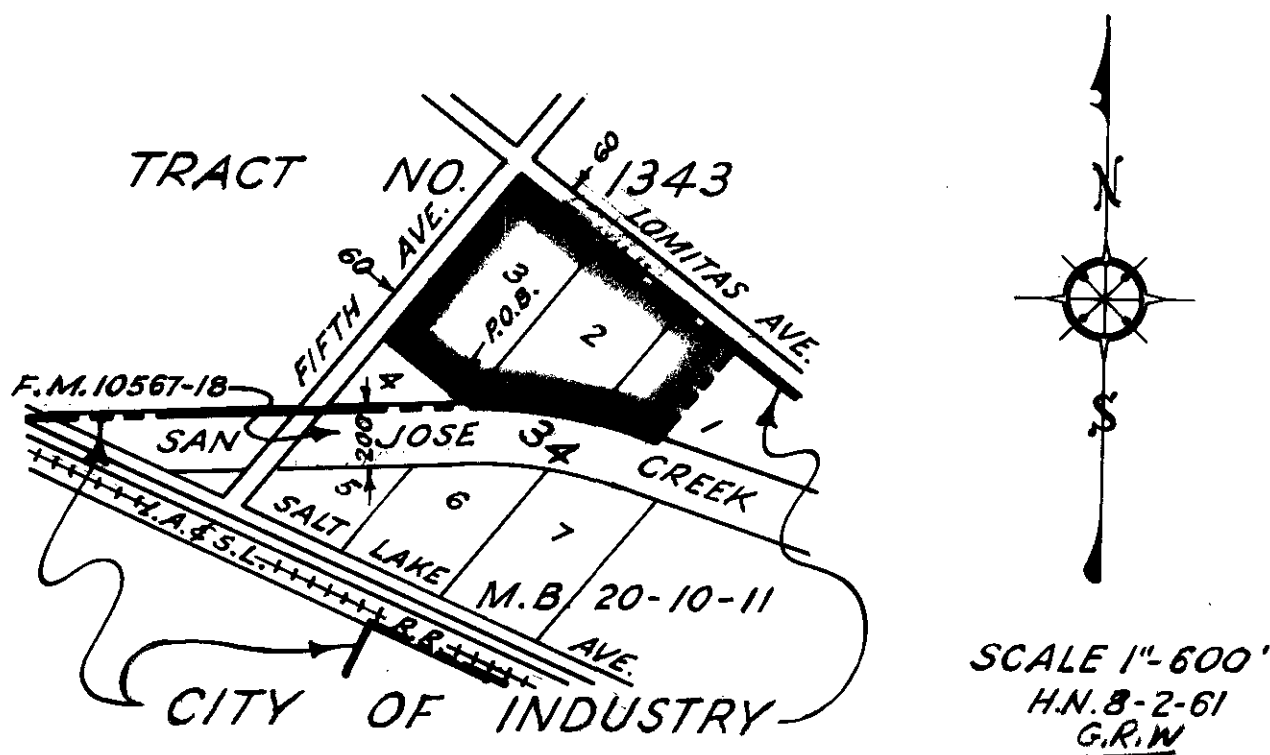 TRACT NO. 1343
60
LOMITAS AVE.
60
FIFTH AVE.
3
P.O.B.
2
1
F.M.10567-18
4
SAN JOSE CREEK
34
200
5
6
7
SALT LAKE AVE.
L.A. & S.L. R.R.
M.B. 20-10-11
CITY OF INDUSTRY
N
S
SCALE 1"-600'
H.N. 8-2-61
G.R.W